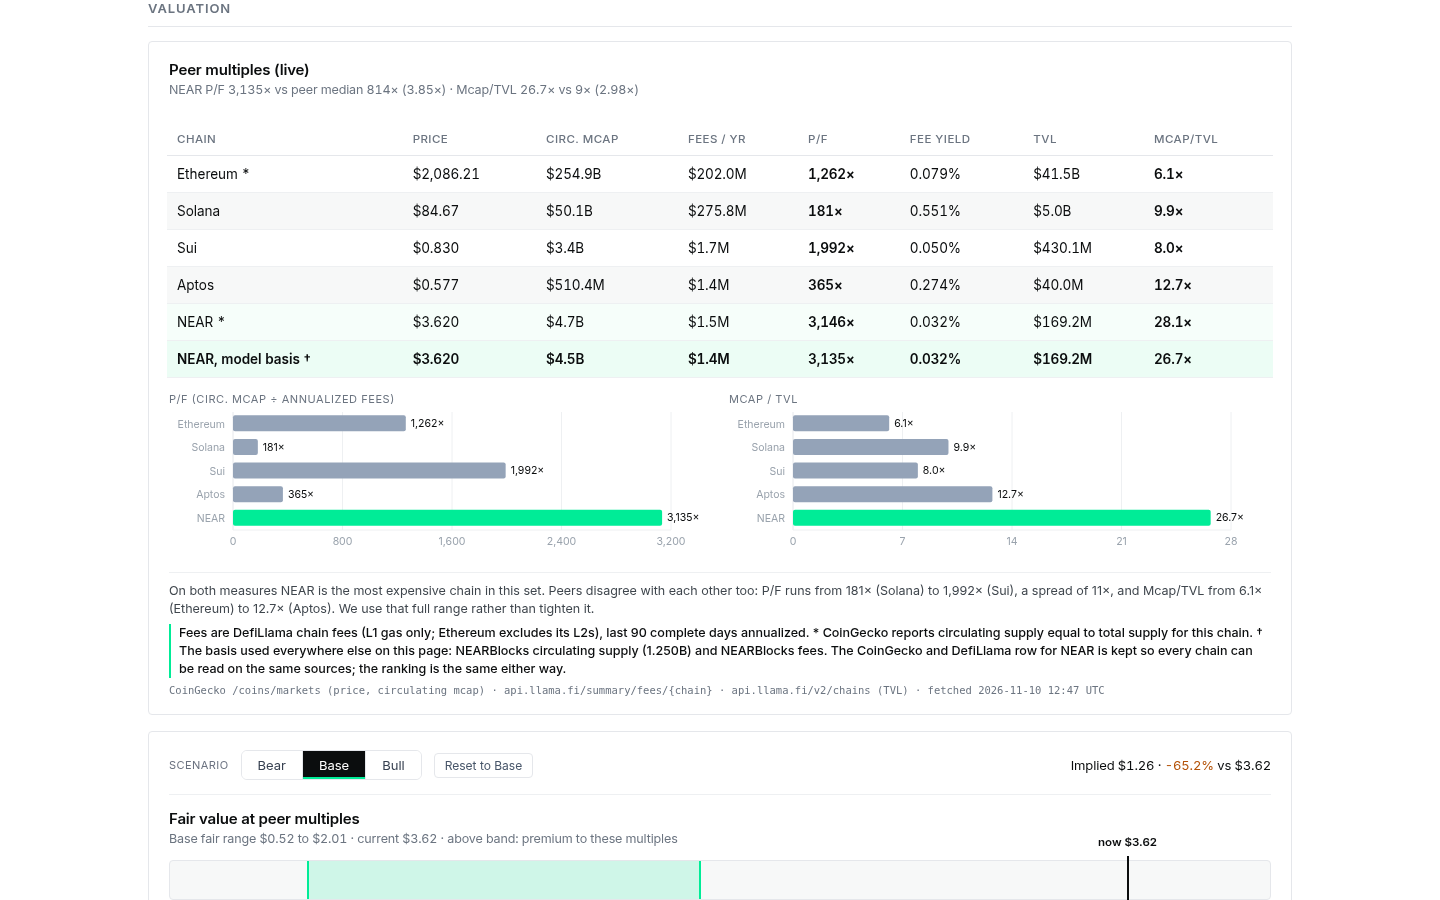 VALUATION
Peer multiples (live)
NEAR P/F 3,135× vs peer median 814× (3.85×) · Mcap/TVL 26.7× vs 9× (2.98×)
CHAIN PRICE CIRC. MCAP FEES / YR P/F FEE YIELD TVL MCAP/TVL
Ethereum * $2,086.21 $254.9B $202.0M 1,262× 0.079% $41.5B 6.1×
Solana $84.67 $50.1B $275.8M 181× 0.551% $5.0B 9.9×
Sui $0.830 $3.4B $1.7M 1,992× 0.050% $430.1M 8.0×
Aptos $0.577 $510.4M $1.4M 365× 0.274% $40.0M 12.7×
NEAR * $3.620 $4.7B $1.5M 3,146× 0.032% $169.2M 28.1×
NEAR, model basis † $3.620 $4.5B $1.4M 3,135× 0.032% $169.2M 26.7×
P/F (CIRC. MCAP ÷ ANNUALIZED FEES)
Ethereum 1,262×
Solana 181×
Sui 1,992×
Aptos 365×
NEAR 3,135×
0 800 1,600 2,400 3,200
MCAP / TVL
Ethereum 6.1×
Solana 9.9×
Sui 8.0×
Aptos 12.7×
NEAR 26.7×
0 7 14 21 28
On both measures NEAR is the most expensive chain in this set. Peers disagree with each other too: P/F runs from 181× (Solana) to 1,992× (Sui), a spread of 11×, and Mcap/TVL from 6.1×
(Ethereum) to 12.7× (Aptos). We use that full range rather than tighten it.
Fees are DefiLlama chain fees (L1 gas only; Ethereum excludes its L2s), last 90 complete days annualized. * CoinGecko reports circulating supply equal to total supply for this chain. †
The basis used everywhere else on this page: NEARBlocks circulating supply (1.250B) and NEARBlocks fees. The CoinGecko and DefiLlama row for NEAR is kept so every chain can
be read on the same sources; the ranking is the same either way.
CoinGecko /coins/markets (price, circulating mcap) · api.llama.fi/summary/fees/{chain} · api.llama.fi/v2/chains (TVL) · fetched 2026-11-10 12:47 UTC
SCENARIO Bear Base Bull Reset to Base Implied $1.26 · -65.2% vs $3.62
Fair value at peer multiples
Base fair range $0.52 to $2.01 · current $3.62 · above band: premium to these multiples
now $3.62